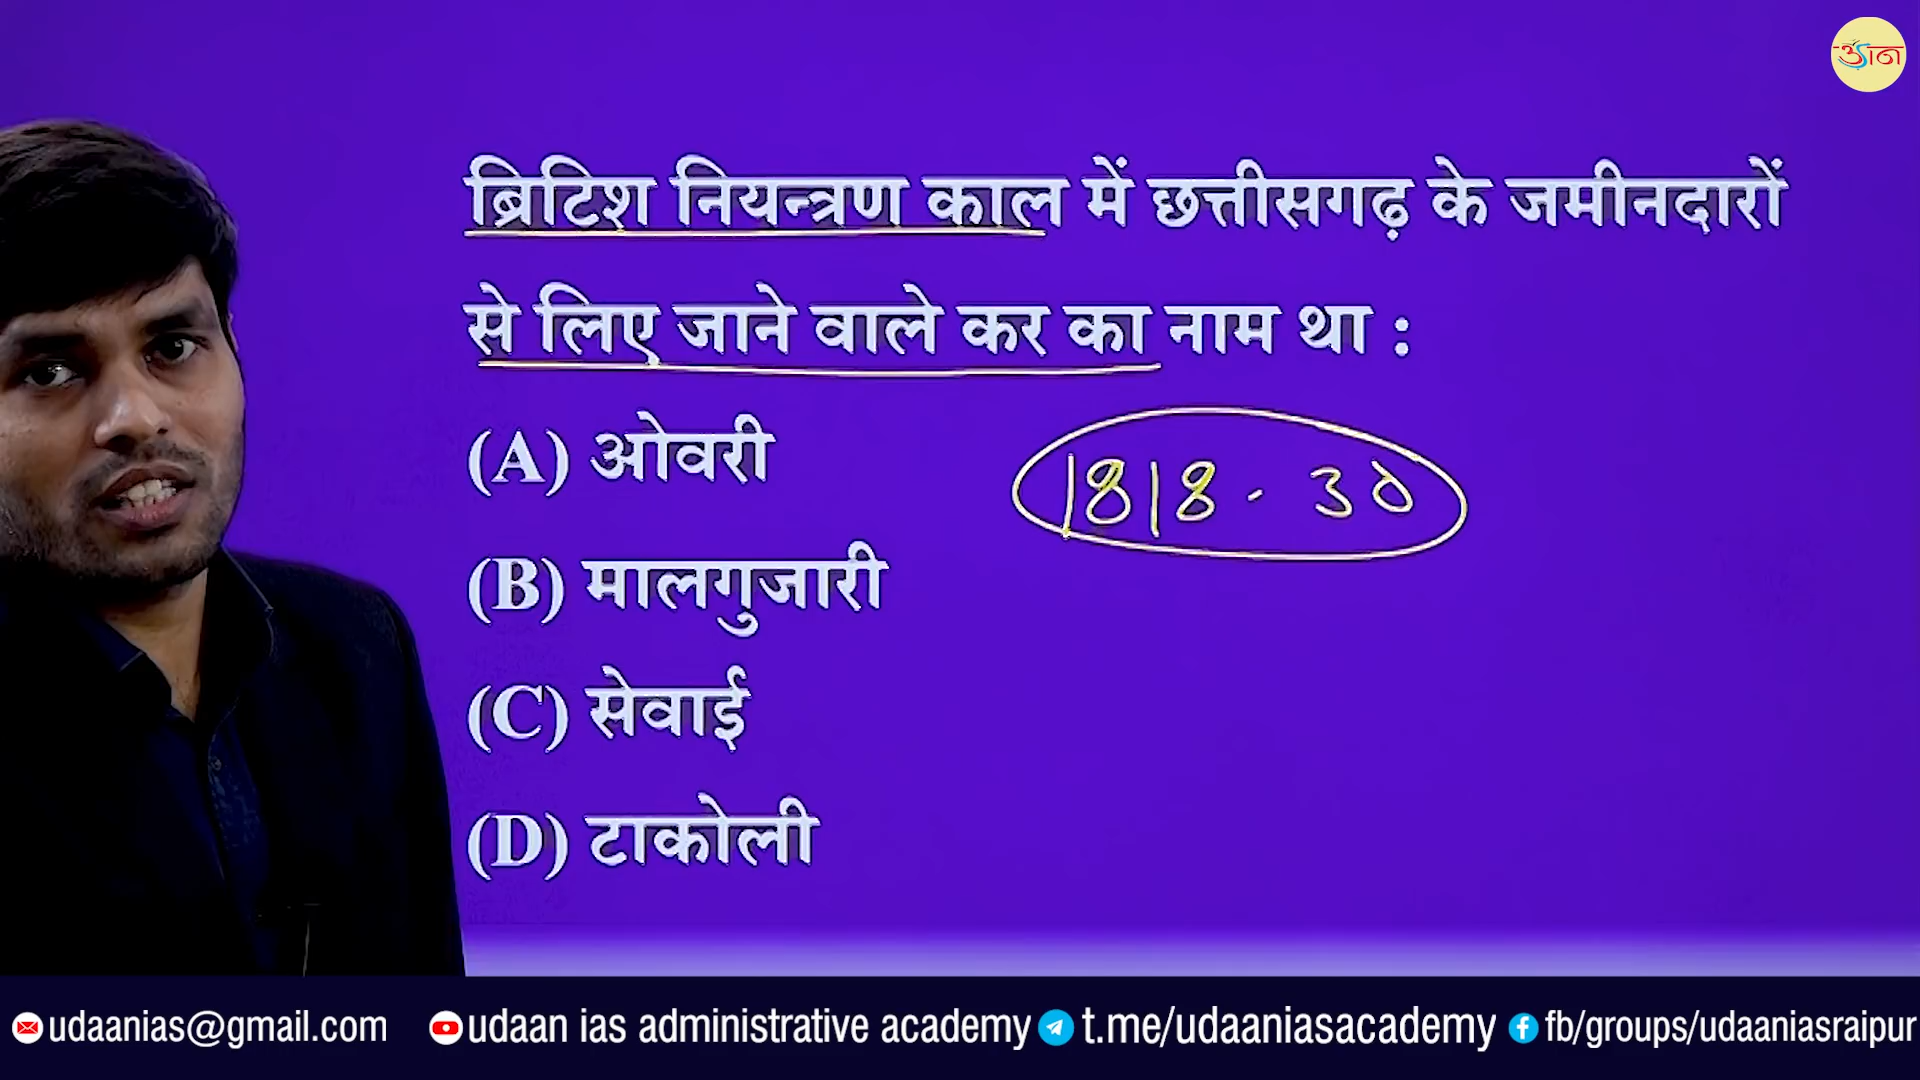 उड़ान
ब्रिटिश नियन्त्रण काल में छत्तीसगढ़ के जमीनदारों
से लिए जाने वाले कर का नाम था :
(A) ओवरी
1818 - 30
(B) मालगुजारी
(C) सेवाई
(D) टाकोली
udaanias@gmail.com udaan ias administrative academy t.me/udaaniasacademy fb/groups/udaaniasraipur